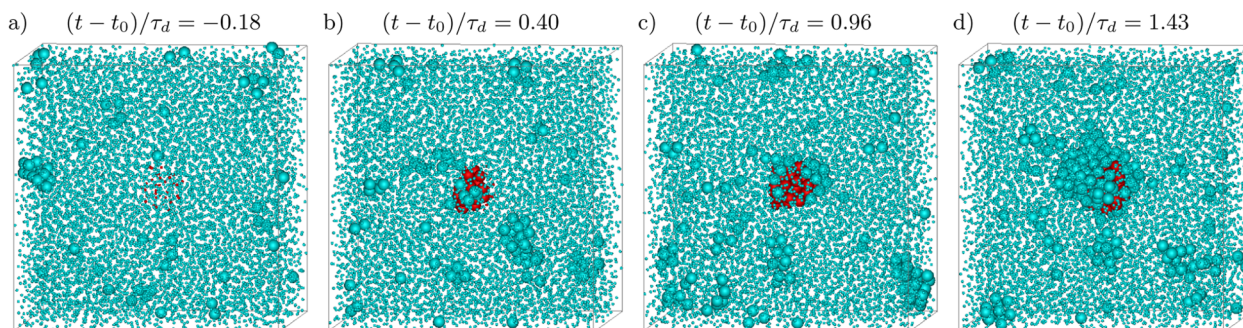 a) (t − t₀)/τ_d = −0.18
b) (t − t₀)/τ_d = 0.40
c) (t − t₀)/τ_d = 0.96
d) (t − t₀)/τ_d = 1.43